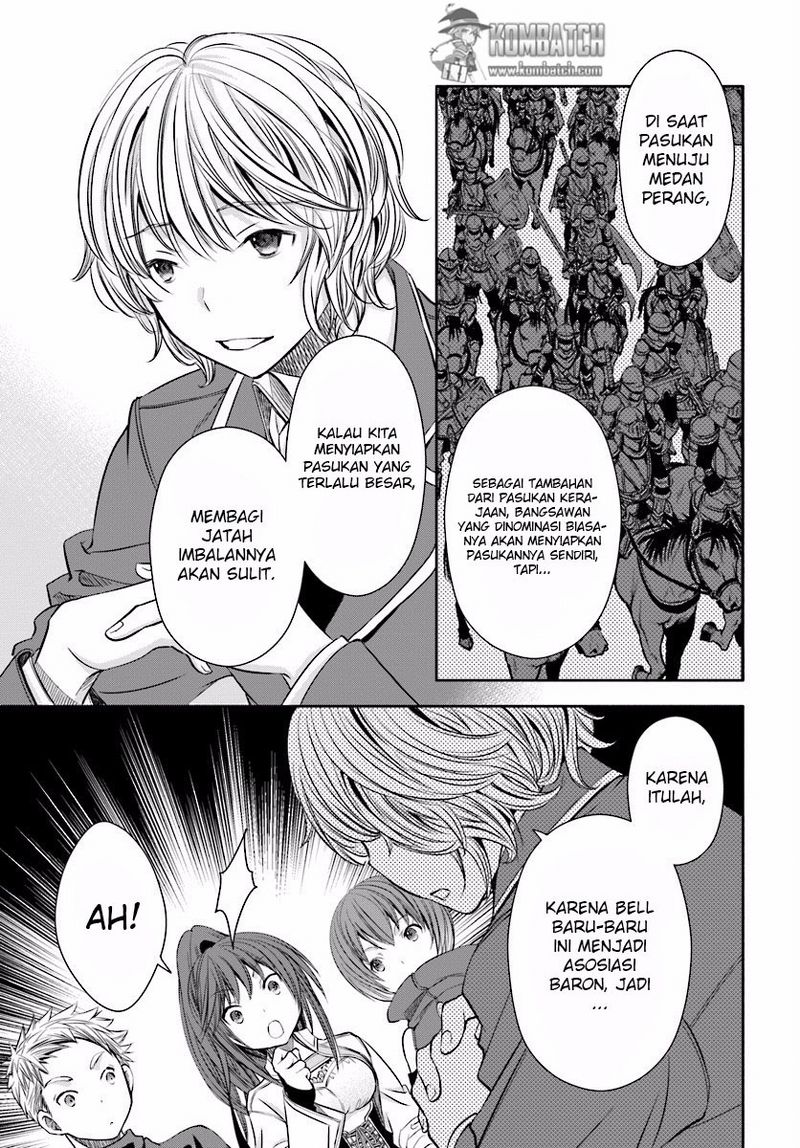 KOMBATCH
www.kombatch.com
DI SAAT
PASUKAN
MENUJU
MEDAN
PERANG,
SEBAGAI TAMBAHAN
DARI PASUKAN KERA-
JAAN, BANGSAWAN
YANG DINOMINASI BIASA-
NYA AKAN MENYIAPKAN
PASUKANNYA SENDIRI,
TAPI...
KALAU KITA
MENYIAPKAN
PASUKAN YANG
TERLALU BESAR,
MEMBAGI
JATAH
IMBALANNYA
AKAN SULIT.
KARENA
ITULAH,
KARENA BELL
BARU-BARU
INI MENJADI
ASOSIASI
BARON, JADI
...
AH!